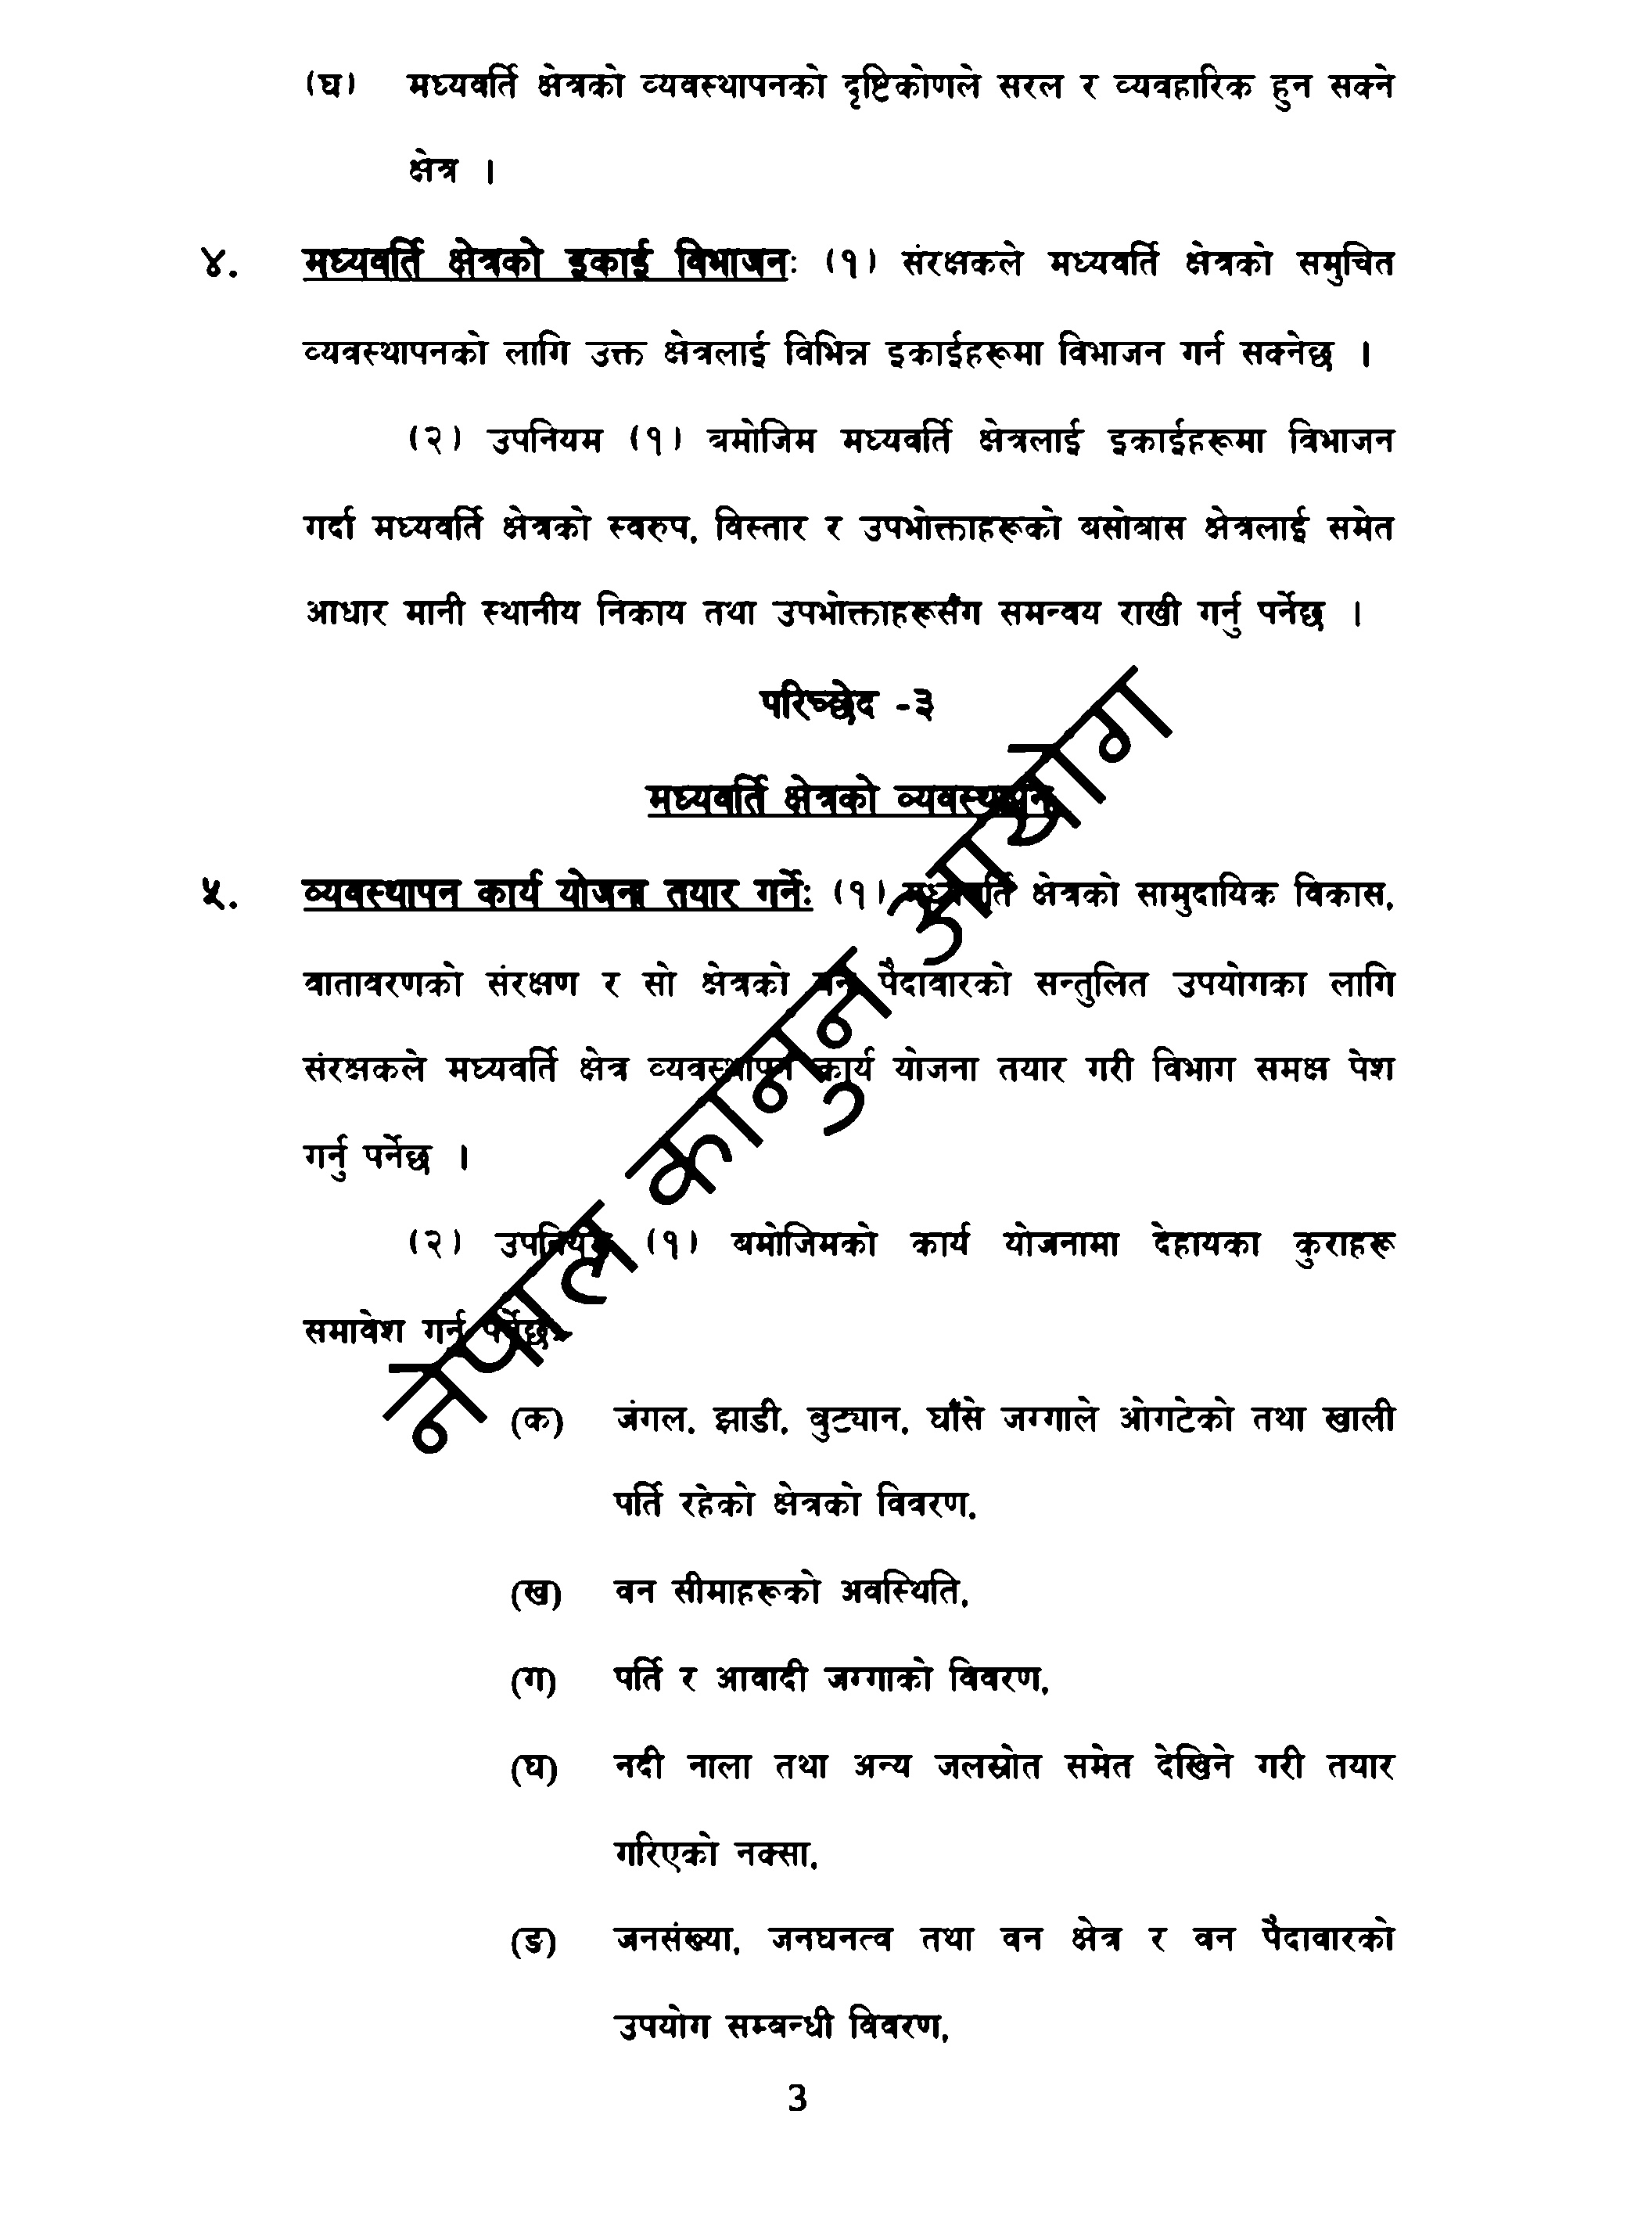 (घ) मध्यवर्ति क्षेत्रको व्यवस्थापनको दृष्टिकोणले सरल र व्यवहारिक हुन सक्ने
क्षेत्र ।
४. मध्यवर्ति क्षेत्रको इकाई विभाजनः (१) संरक्षकले मध्यवर्ति क्षेत्रको समुचित
व्यवस्थापनको लागि उक्त क्षेत्रलाई विभिन्न इकाईहरूमा विभाजन गर्न सक्नेछ ।
(२) उपनियम (१) बमोजिम मध्यवर्ति क्षेत्रलाई इकाईहरूमा विभाजन
गर्दा मध्यवर्ति क्षेत्रको स्वरुप, विस्तार र उपभोक्ताहरूको बसोबास क्षेत्रलाई समेत
आधार मानी स्थानीय निकाय तथा उपभोक्ताहरूसँग समन्वय राखी गर्नु पर्नेछ ।
परिच्छेद -३
मध्यवर्ति क्षेत्रको व्यवस्थापन
५. व्यवस्थापन कार्य योजना तयार गर्नेः (१) मध्यवर्ति क्षेत्रको सामुदायिक विकास,
वातावरणको संरक्षण र सो क्षेत्रको वन पैदावारको सन्तुलित उपयोगका लागि
संरक्षकले मध्यवर्ति क्षेत्र व्यवस्थापन कार्य योजना तयार गरी विभाग समक्ष पेश
गर्नु पर्नेछ ।
(२) उपनियम (१) बमोजिमको कार्य योजनामा देहायका कुराहरू
समावेश गर्नु पर्नेछः-
(क) जंगल, झाडी, बुट्यान, घाँसे जग्गाले ओगटेको तथा खाली
पर्ति रहेको क्षेत्रको विवरण,
(ख) वन सीमाहरूको अवस्थिति,
(ग) पर्ति र आवादी जग्गाको विवरण,
(घ) नदी नाला तथा अन्य जलस्रोत समेत देखिने गरी तयार
गरिएको नक्सा,
(ङ) जनसंख्या, जनघनत्व तथा वन क्षेत्र र वन पैदावारको
उपयोग सम्बन्धी विवरण,
3
नेपाल कानुन आयोग